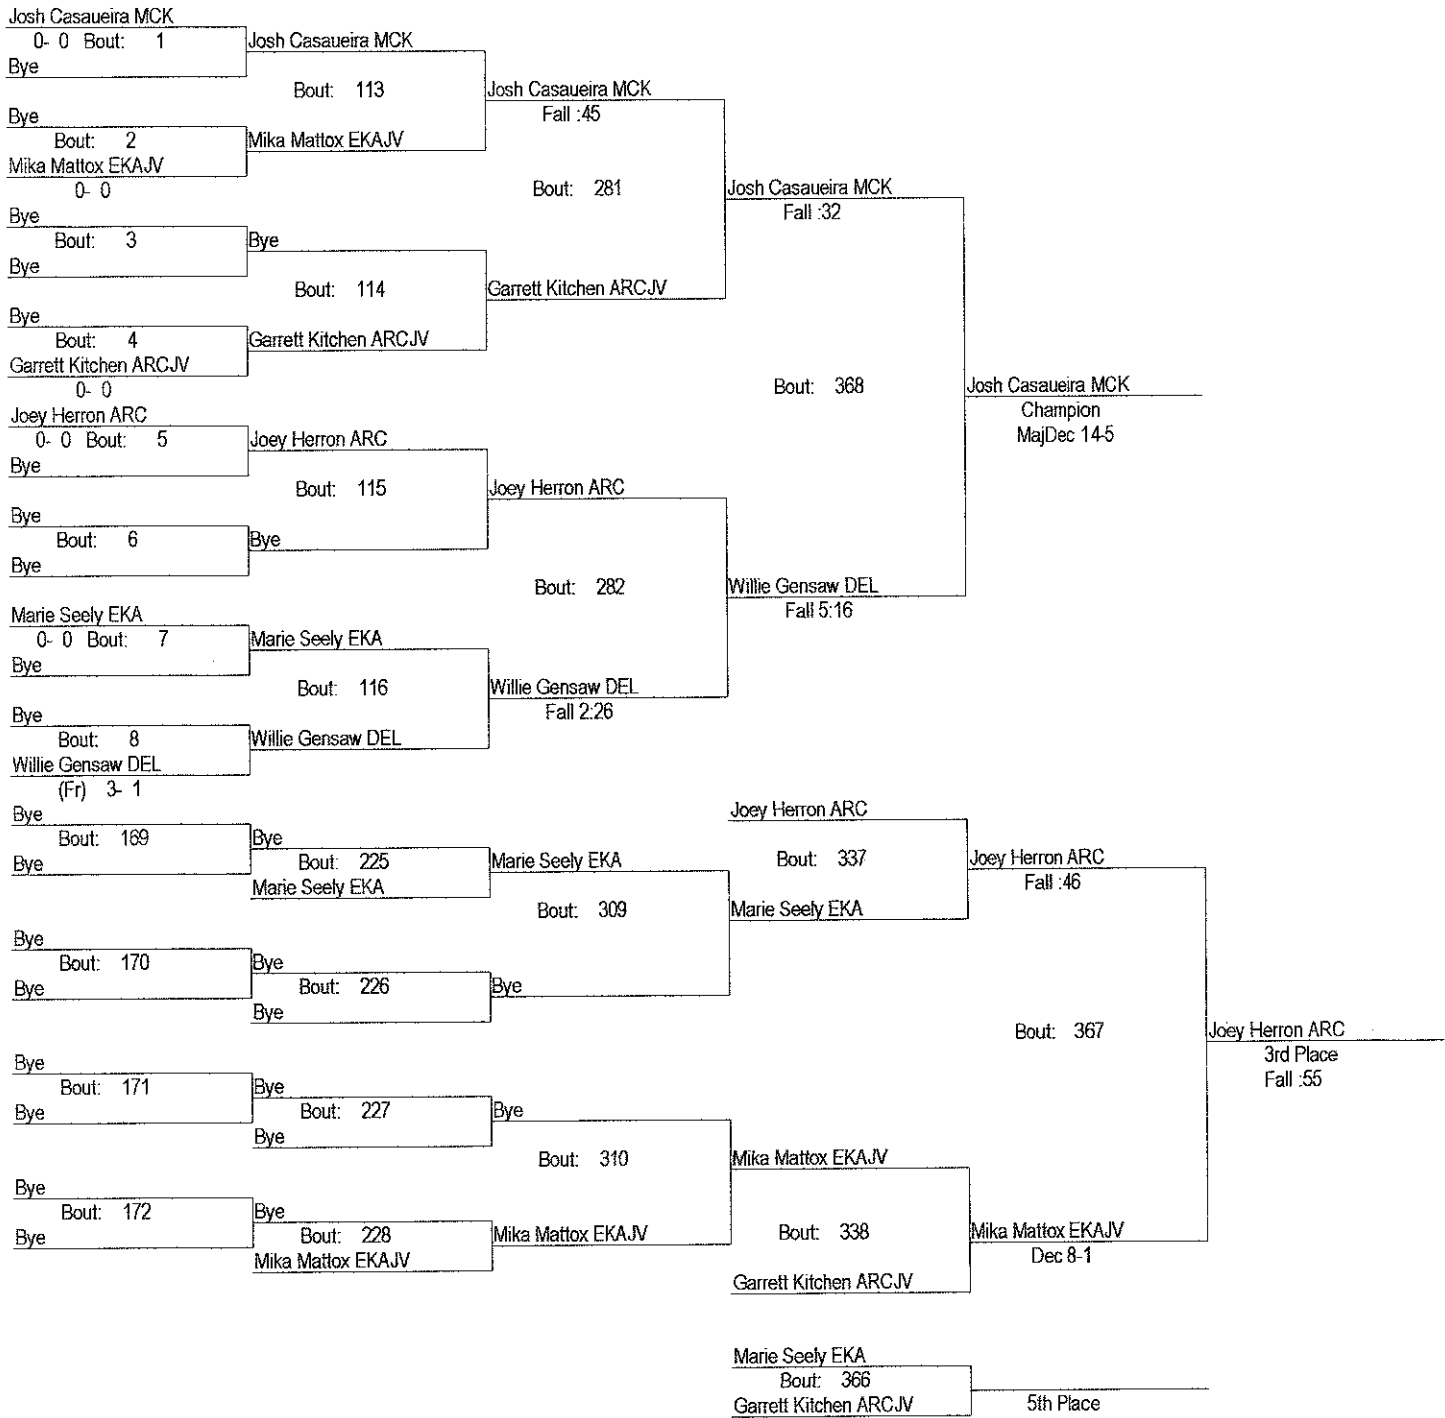 Josh Casaueira MCK
0- 0 Bout: 1
Bye
Josh Casaueira MCK
Bout: 113
Bye
Bout: 2
Mika Mattox EKAJV
0- 0
Mika Mattox EKAJV
Josh Casaueira MCK
Fall :45
Bout: 281
Bye
Bout: 3
Bye
Bye
Bout: 114
Bye
Bout: 4
Garrett Kitchen ARCJV
0- 0
Garrett Kitchen ARCJV
Garrett Kitchen ARCJV
Josh Casaueira MCK
Fall :32
Bout: 368
Josh Casaueira MCK
Champion
MajDec 14-5
Joey Herron ARC
0- 0 Bout: 5
Bye
Joey Herron ARC
Bout: 115
Bye
Bout: 6
Bye
Bye
Joey Herron ARC
Bout: 282
Willie Gensaw DEL
Fall 5:16
Marie Seely EKA
0- 0 Bout: 7
Bye
Marie Seely EKA
Bout: 116
Bye
Bout: 8
Willie Gensaw DEL
(Fr) 3- 1
Willie Gensaw DEL
Willie Gensaw DEL
Fall 2:26
Bye
Bout: 169
Bye
Bye
Bout: 225
Marie Seely EKA
Marie Seely EKA
Bout: 309
Bye
Bout: 170
Bye
Bye
Bout: 226
Bye
Bye
Joey Herron ARC
Bout: 337
Marie Seely EKA
Joey Herron ARC
Fall :46
Bout: 367
Joey Herron ARC
3rd Place
Fall :55
Bye
Bout: 171
Bye
Bye
Bout: 227
Bye
Bye
Bout: 310
Bye
Bout: 172
Bye
Bye
Bout: 228
Mika Mattox EKAJV
Mika Mattox EKAJV
Mika Mattox EKAJV
Bout: 338
Garrett Kitchen ARCJV
Mika Mattox EKAJV
Dec 8-1
Marie Seely EKA
Bout: 366
Garrett Kitchen ARCJV
5th Place